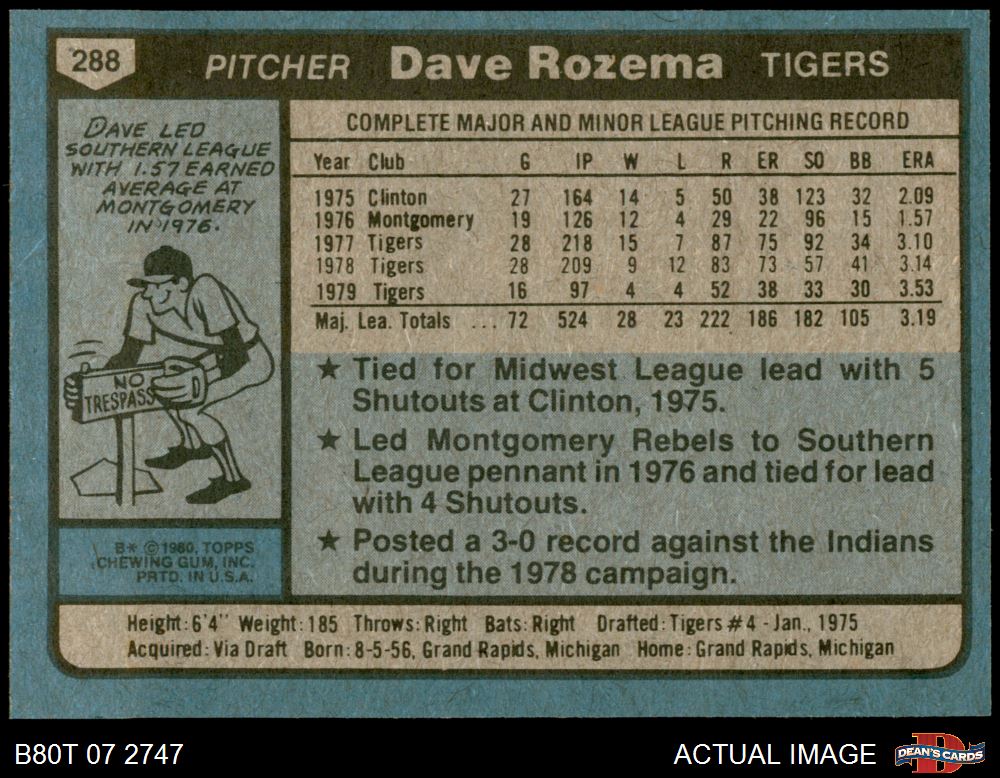 288 PITCHER Dave Rozema TIGERS
DAVE LED
SOUTHERN LEAGUE
WITH 1.57 EARNED
AVERAGE AT
MONTGOMERY
IN 1976.
NO
TRESPASS
B* © 1980, TOPPS
CHEWING GUM, INC.
PRTD. IN U.S.A.
COMPLETE MAJOR AND MINOR LEAGUE PITCHING RECORD
Year Club G IP W L R ER SO BB ERA
1975 Clinton 27 164 14 5 50 38 123 32 2.09
1976 Montgomery 19 126 12 4 29 22 96 15 1.57
1977 Tigers 28 218 15 7 87 75 92 34 3.10
1978 Tigers 28 209 9 12 83 73 57 41 3.14
1979 Tigers 16 97 4 4 52 38 33 30 3.53
Maj. Lea. Totals ... 72 524 28 23 222 186 182 105 3.19
★ Tied for Midwest League lead with 5
Shutouts at Clinton, 1975.
★ Led Montgomery Rebels to Southern
League pennant in 1976 and tied for lead
with 4 Shutouts.
★ Posted a 3-0 record against the Indians
during the 1978 campaign.
Height: 6'4" Weight: 185 Throws: Right Bats: Right Drafted: Tigers #4 - Jan., 1975
Acquired: Via Draft Born: 8-5-56, Grand Rapids, Michigan Home: Grand Rapids, Michigan
B80T 07 2747 ACTUAL IMAGE DEAN'S CARDS